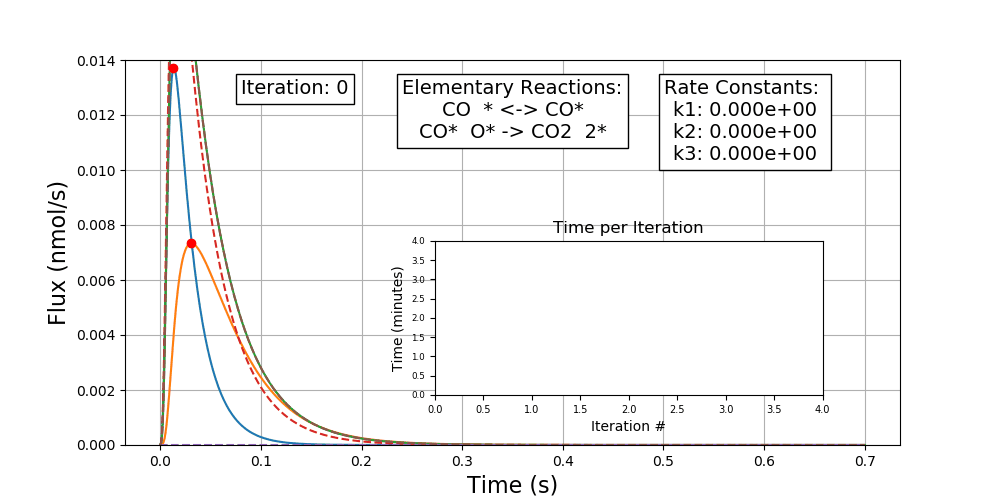 0.014
0.012
0.010
0.008
0.006
0.004
0.002
0.000
Flux (nmol/s)
Iteration: 0
Elementary Reactions:
CO  * <-> CO*
CO*  O* -> CO2  2*
Rate Constants:
k1: 0.000e+00
k2: 0.000e+00
k3: 0.000e+00
Time per Iteration
4.0
3.5
3.0
2.5
2.0
1.5
1.0
0.5
0.0
Time (minutes)
0.0 0.5 1.0 1.5 2.0 2.5 3.0 3.5 4.0
Iteration #
0.0 0.1 0.2 0.3 0.4 0.5 0.6 0.7
Time (s)